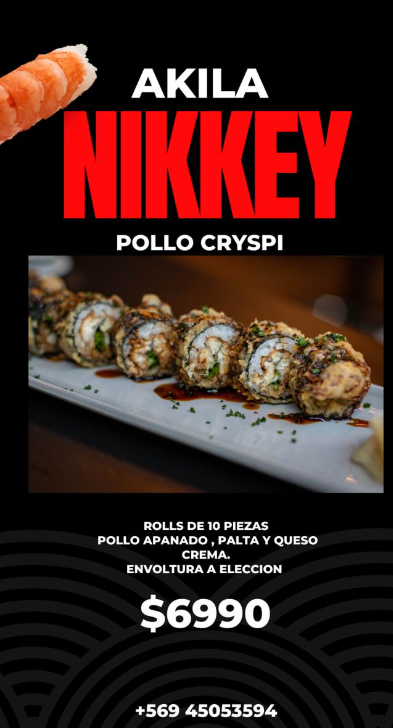 AKILA
NIKKEY
POLLO CRYSPI
ROLLS DE 10 PIEZAS
POLLO APANADO , PALTA Y QUESO
CREMA.
ENVOLTURA A ELECCION
$6990
+569 45053594